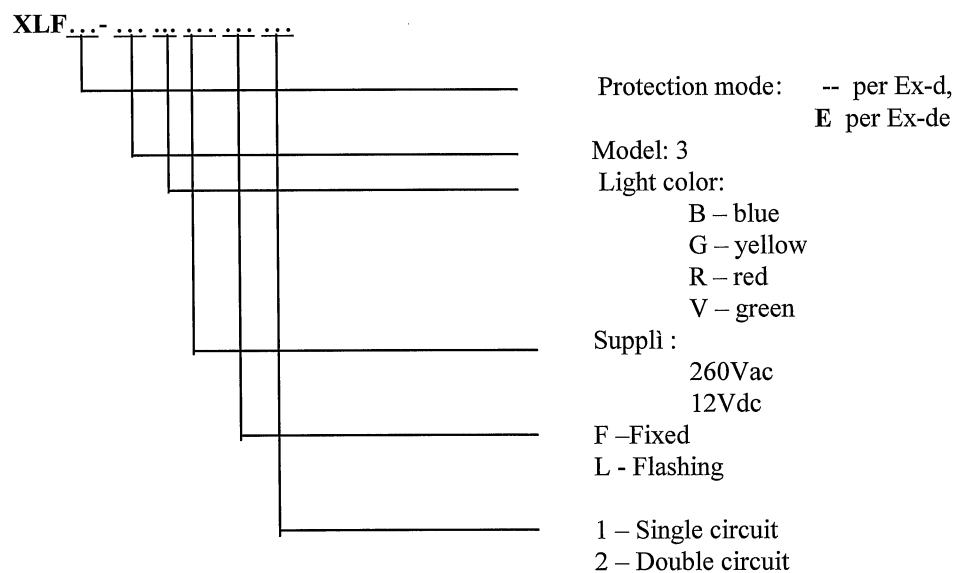 XLF...- ... ... ... ... ...
Protection mode: -- per Ex-d,
E per Ex-de
Model: 3
Light color:
B – blue
G – yellow
R – red
V – green
Supplì :
260Vac
12Vdc
F –Fixed
L - Flashing
1 – Single circuit
2 – Double circuit